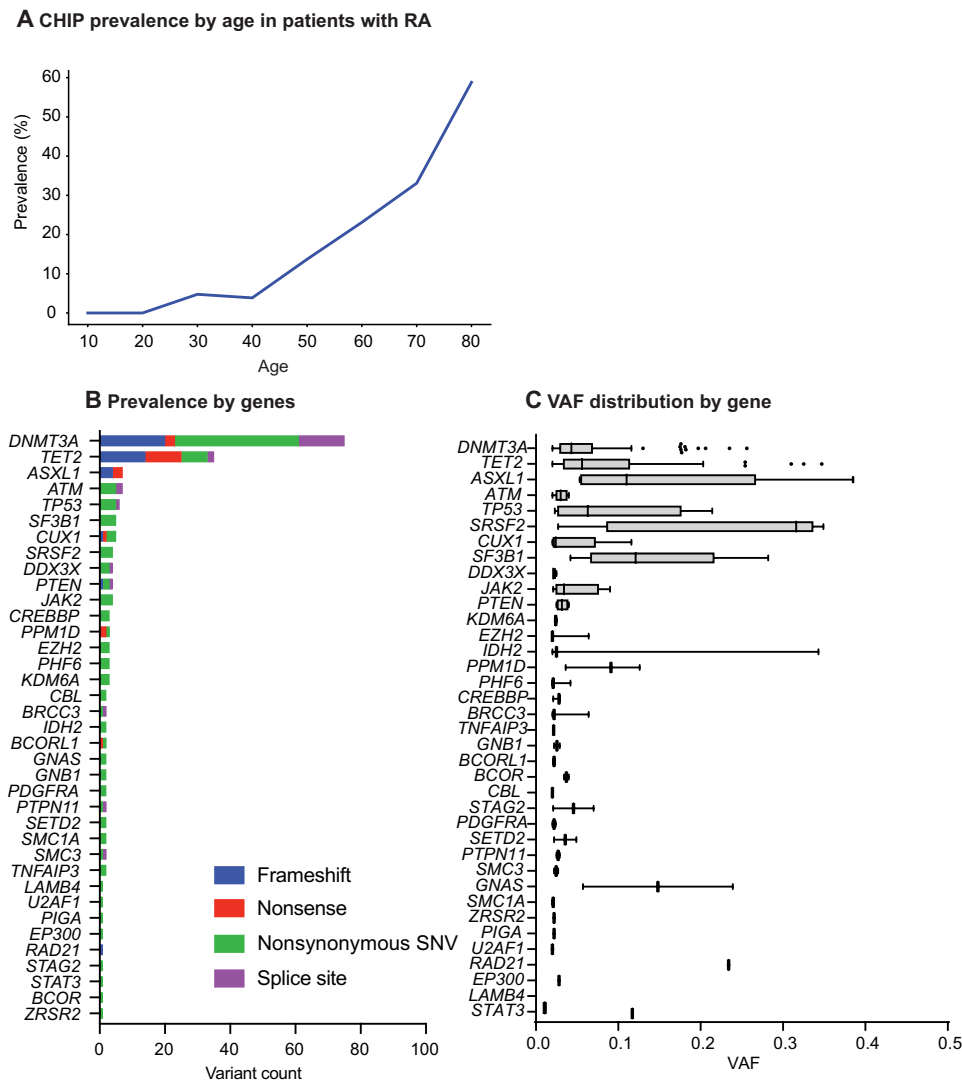 A CHIP prevalence by age in patients with RA
60
50
40
30
20
10
0
Prevalence (%)
10 20 30 40 50 60 70 80
Age
B Prevalence by genes
DNMT3A
TET2
ASXL1
ATM
TP53
SF3B1
CUX1
SRSF2
DDX3X
PTEN
JAK2
CREBBP
PPM1D
EZH2
PHF6
KDM6A
CBL
BRCC3
IDH2
BCORL1
GNAS
GNB1
PDGFRA
PTPN11
SETD2
SMC1A
SMC3
TNFAIP3
LAMB4
U2AF1
PIGA
EP300
RAD21
STAG2
STAT3
BCOR
ZRSR2
Frameshift
Nonsense
Nonsynonymous SNV
Splice site
0 20 40 60 80 100
Variant count
C VAF distribution by gene
DNMT3A
TET2
ASXL1
ATM
TP53
SRSF2
CUX1
SF3B1
DDX3X
JAK2
PTEN
KDM6A
EZH2
IDH2
PPM1D
PHF6
CREBBP
BRCC3
TNFAIP3
GNB1
BCORL1
BCOR
CBL
STAG2
PDGFRA
SETD2
PTPN11
SMC3
GNAS
SMC1A
ZRSR2
PIGA
U2AF1
RAD21
EP300
LAMB4
STAT3
0.0 0.1 0.2 0.3 0.4 0.5
VAF